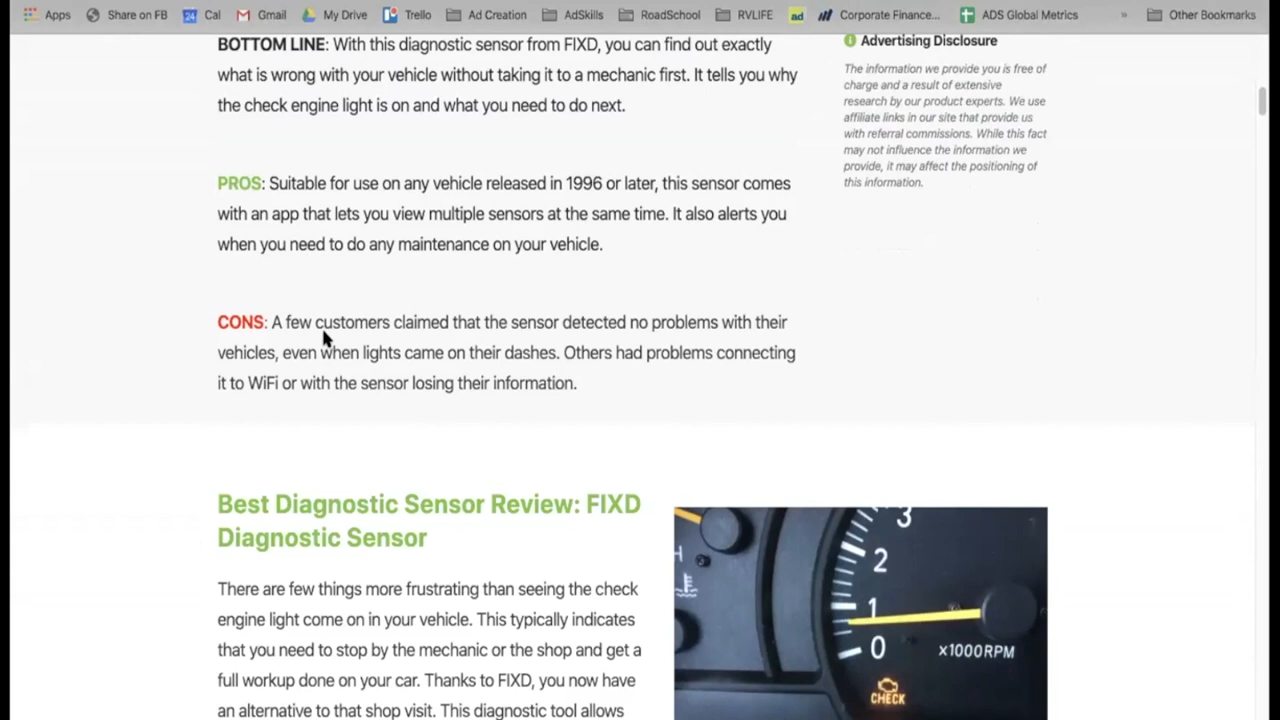 Apps Share on FB 24 Cal Gmail My Drive Trello Ad Creation AdSkills RoadSchool RVLIFE ad Corporate Finance... ADS Global Metrics » Other Bookmarks
BOTTOM LINE: With this diagnostic sensor from FIXD, you can find out exactly
what is wrong with your vehicle without taking it to a mechanic first. It tells you why
the check engine light is on and what you need to do next.
PROS: Suitable for use on any vehicle released in 1996 or later, this sensor comes
with an app that lets you view multiple sensors at the same time. It also alerts you
when you need to do any maintenance on your vehicle.
CONS: A few customers claimed that the sensor detected no problems with their
vehicles, even when lights came on their dashes. Others had problems connecting
it to WiFi or with the sensor losing their information.
Advertising Disclosure
The information we provide you is free of
charge and a result of extensive
research by our product experts. We use
affiliate links in our site that provide us
with referral commissions. While this fact
may not influence the information we
provide, it may affect the positioning of
this information.
Best Diagnostic Sensor Review: FIXD
Diagnostic Sensor
There are few things more frustrating than seeing the check
engine light come on in your vehicle. This typically indicates
that you need to stop by the mechanic or the shop and get a
full workup done on your car. Thanks to FIXD, you now have
an alternative to that shop visit. This diagnostic tool allows
H
E
3
2
1
0
x1000RPM
CHECK